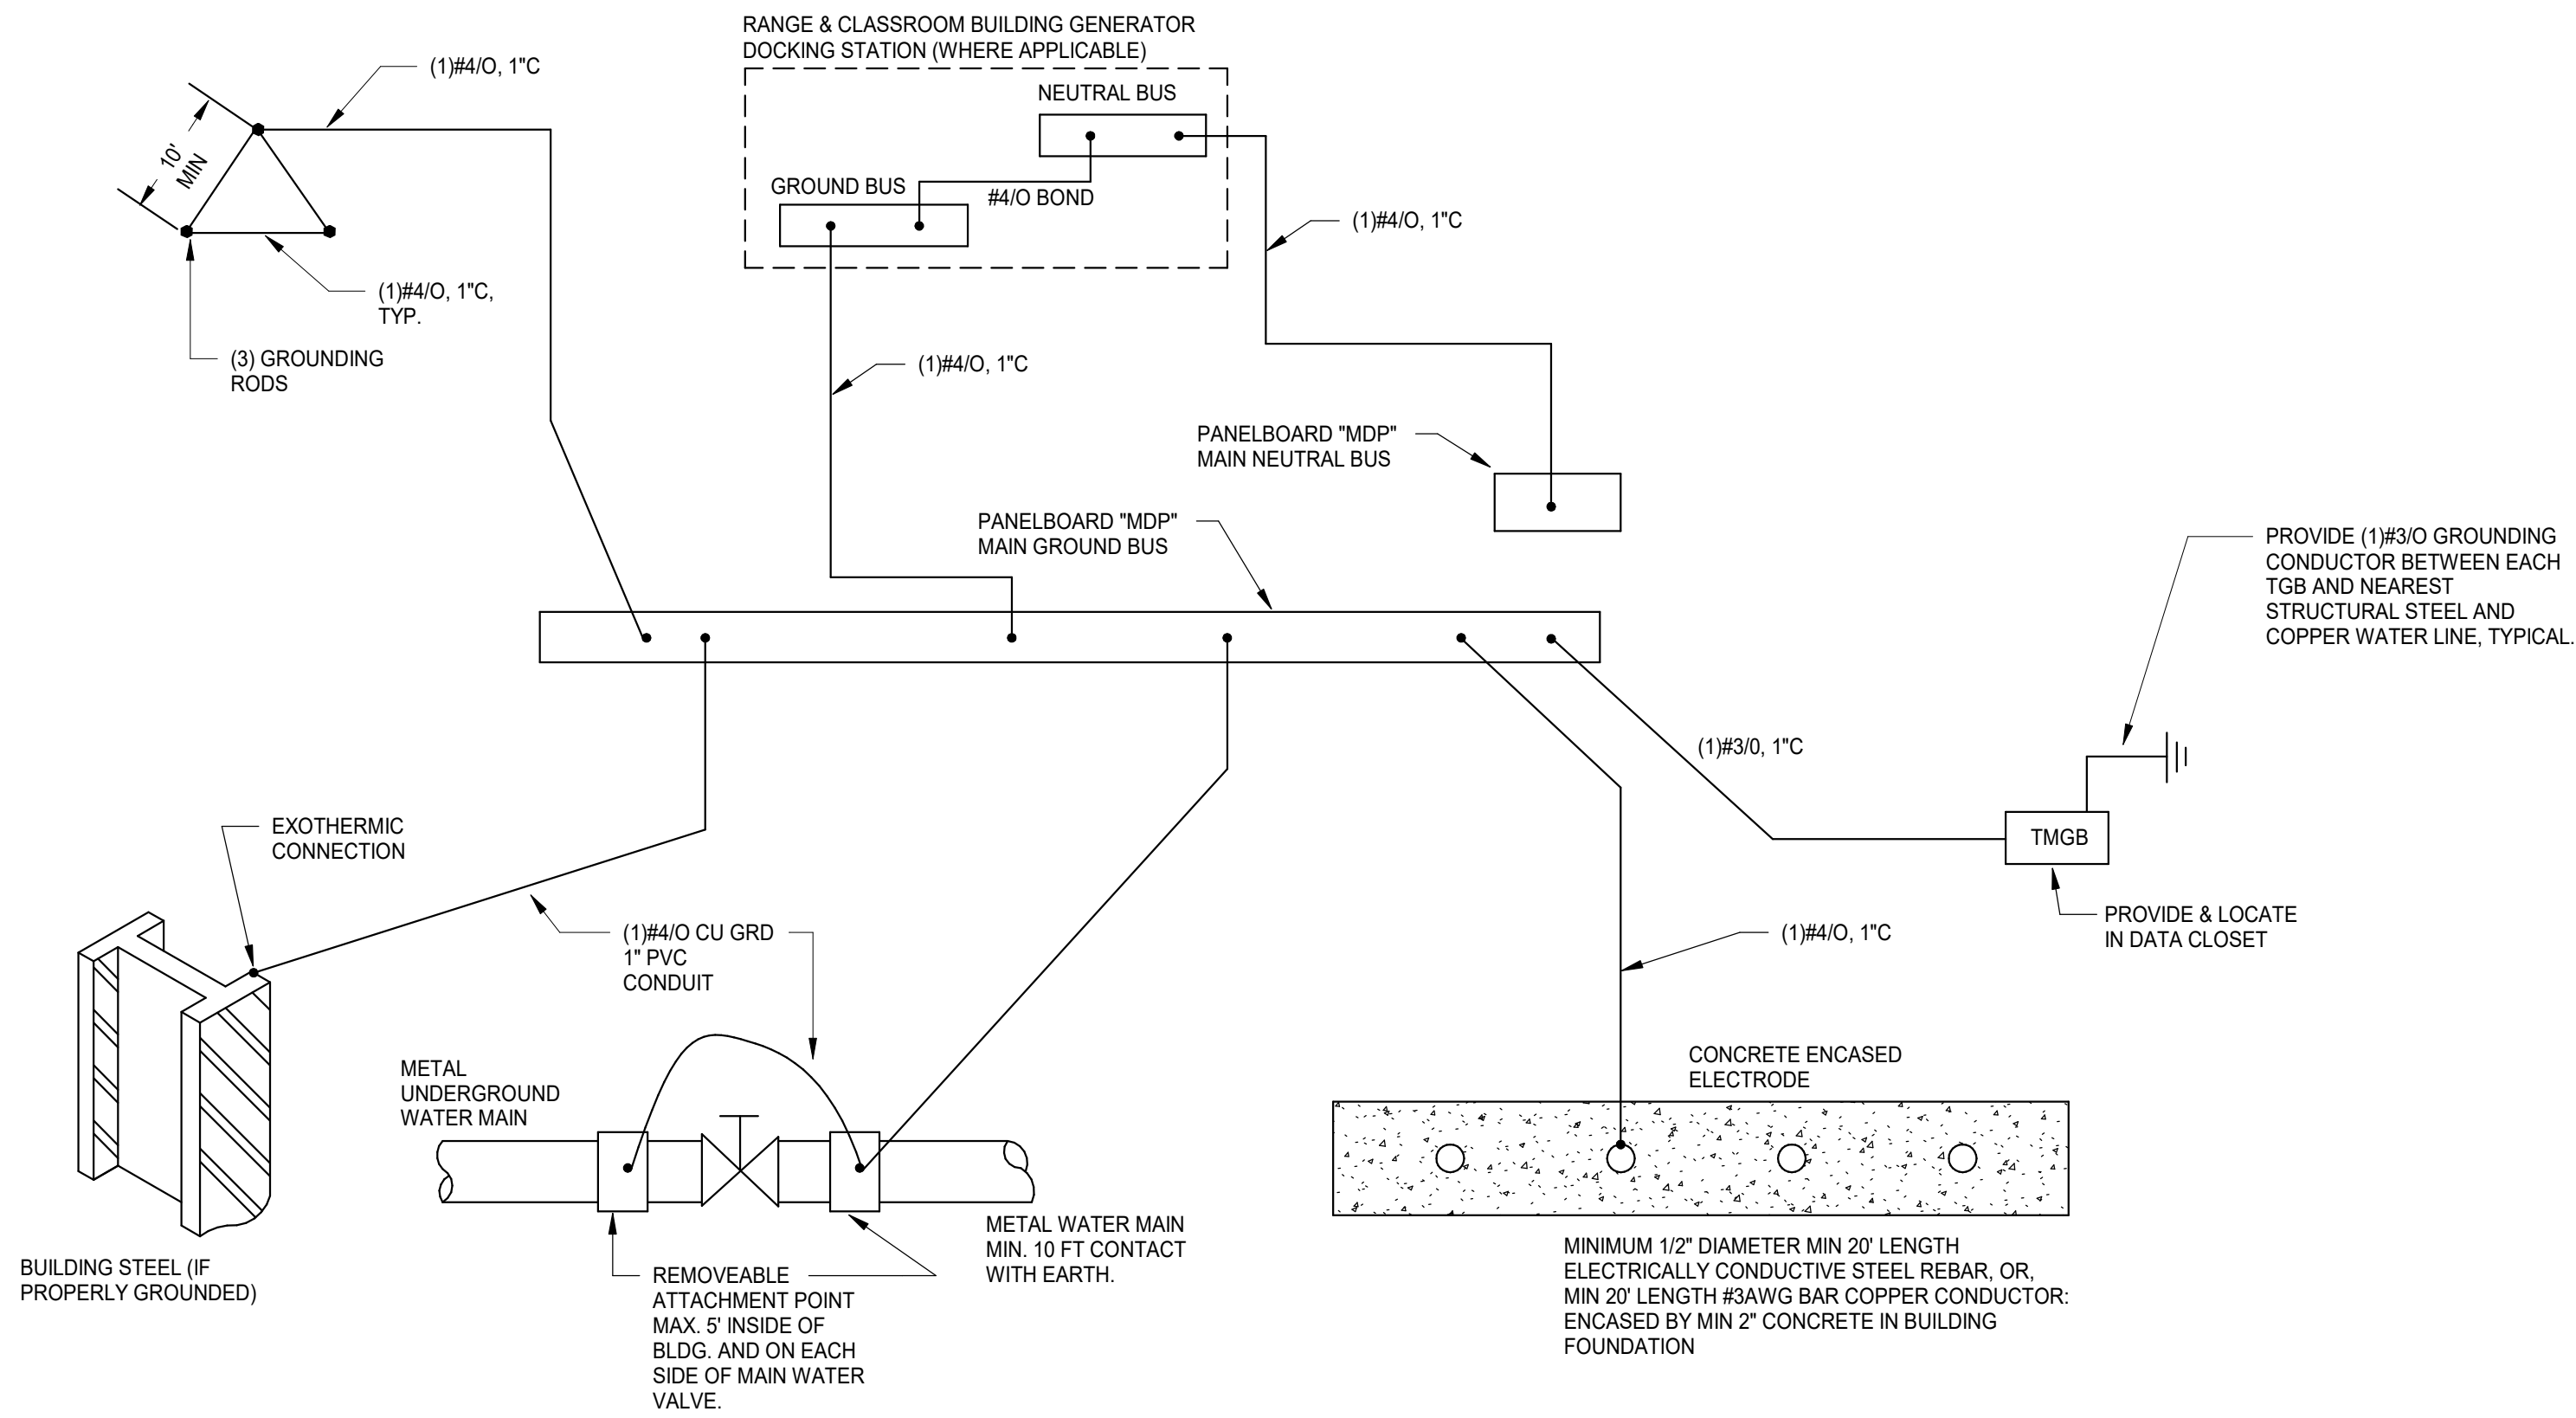 RANGE & CLASSROOM BUILDING GENERATOR
DOCKING STATION (WHERE APPLICABLE)
(1)#4/O, 1"C
NEUTRAL BUS
10'
MIN
GROUND BUS
#4/O BOND
(1)#4/O, 1"C
(1)#4/O, 1"C,
TYP.
(3) GROUNDING
RODS
(1)#4/O, 1"C
PANELBOARD "MDP"
MAIN NEUTRAL BUS
PANELBOARD "MDP"
MAIN GROUND BUS
PROVIDE (1)#3/O GROUNDING
CONDUCTOR BETWEEN EACH
TGB AND NEAREST
STRUCTURAL STEEL AND
COPPER WATER LINE, TYPICAL.
(1)#3/0, 1"C
EXOTHERMIC
CONNECTION
TMGB
PROVIDE & LOCATE
IN DATA CLOSET
(1)#4/O CU GRD
1" PVC
CONDUIT
(1)#4/O, 1"C
METAL
UNDERGROUND
WATER MAIN
CONCRETE ENCASED
ELECTRODE
METAL WATER MAIN
MIN. 10 FT CONTACT
WITH EARTH.
BUILDING STEEL (IF
PROPERLY GROUNDED)
REMOVEABLE
ATTACHMENT POINT
MAX. 5' INSIDE OF
BLDG. AND ON EACH
SIDE OF MAIN WATER
VALVE.
MINIMUM 1/2" DIAMETER MIN 20' LENGTH
ELECTRICALLY CONDUCTIVE STEEL REBAR, OR,
MIN 20' LENGTH #3AWG BAR COPPER CONDUCTOR:
ENCASED BY MIN 2" CONCRETE IN BUILDING
FOUNDATION